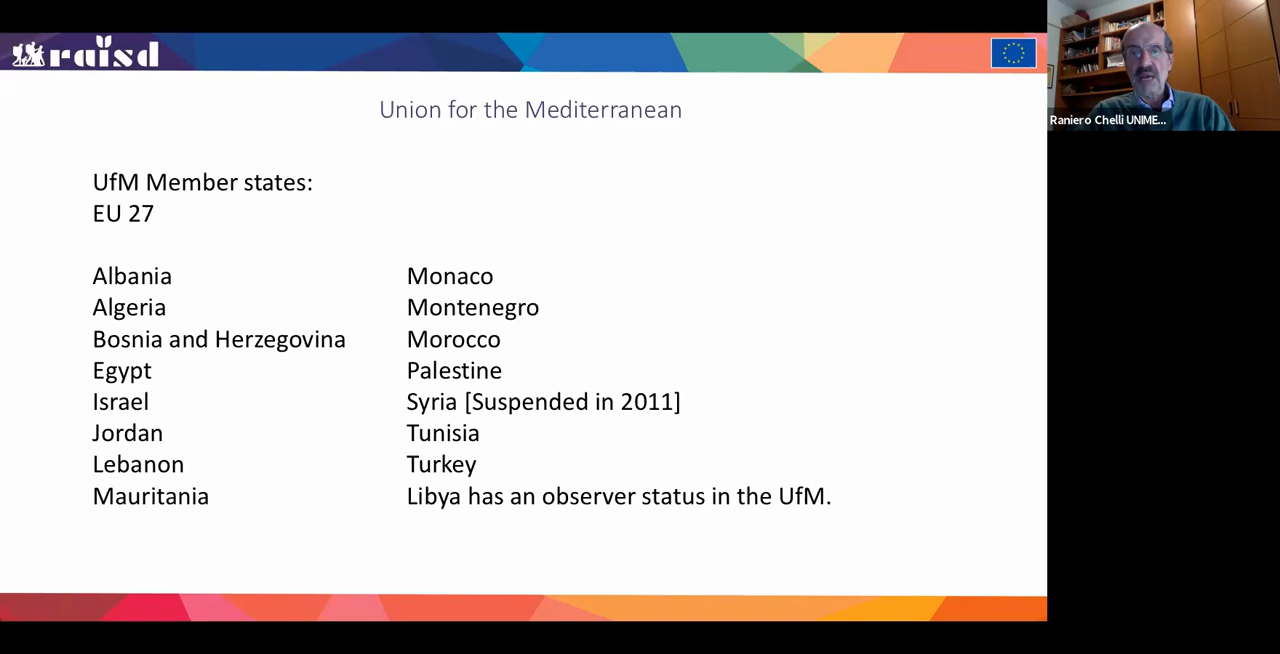 raisd
Union for the Mediterranean
UfM Member states:
EU 27
Albania
Algeria
Bosnia and Herzegovina
Egypt
Israel
Jordan
Lebanon
Mauritania
Monaco
Montenegro
Morocco
Palestine
Syria [Suspended in 2011]
Tunisia
Turkey
Libya has an observer status in the UfM.
Raniero Chelli UNIME...